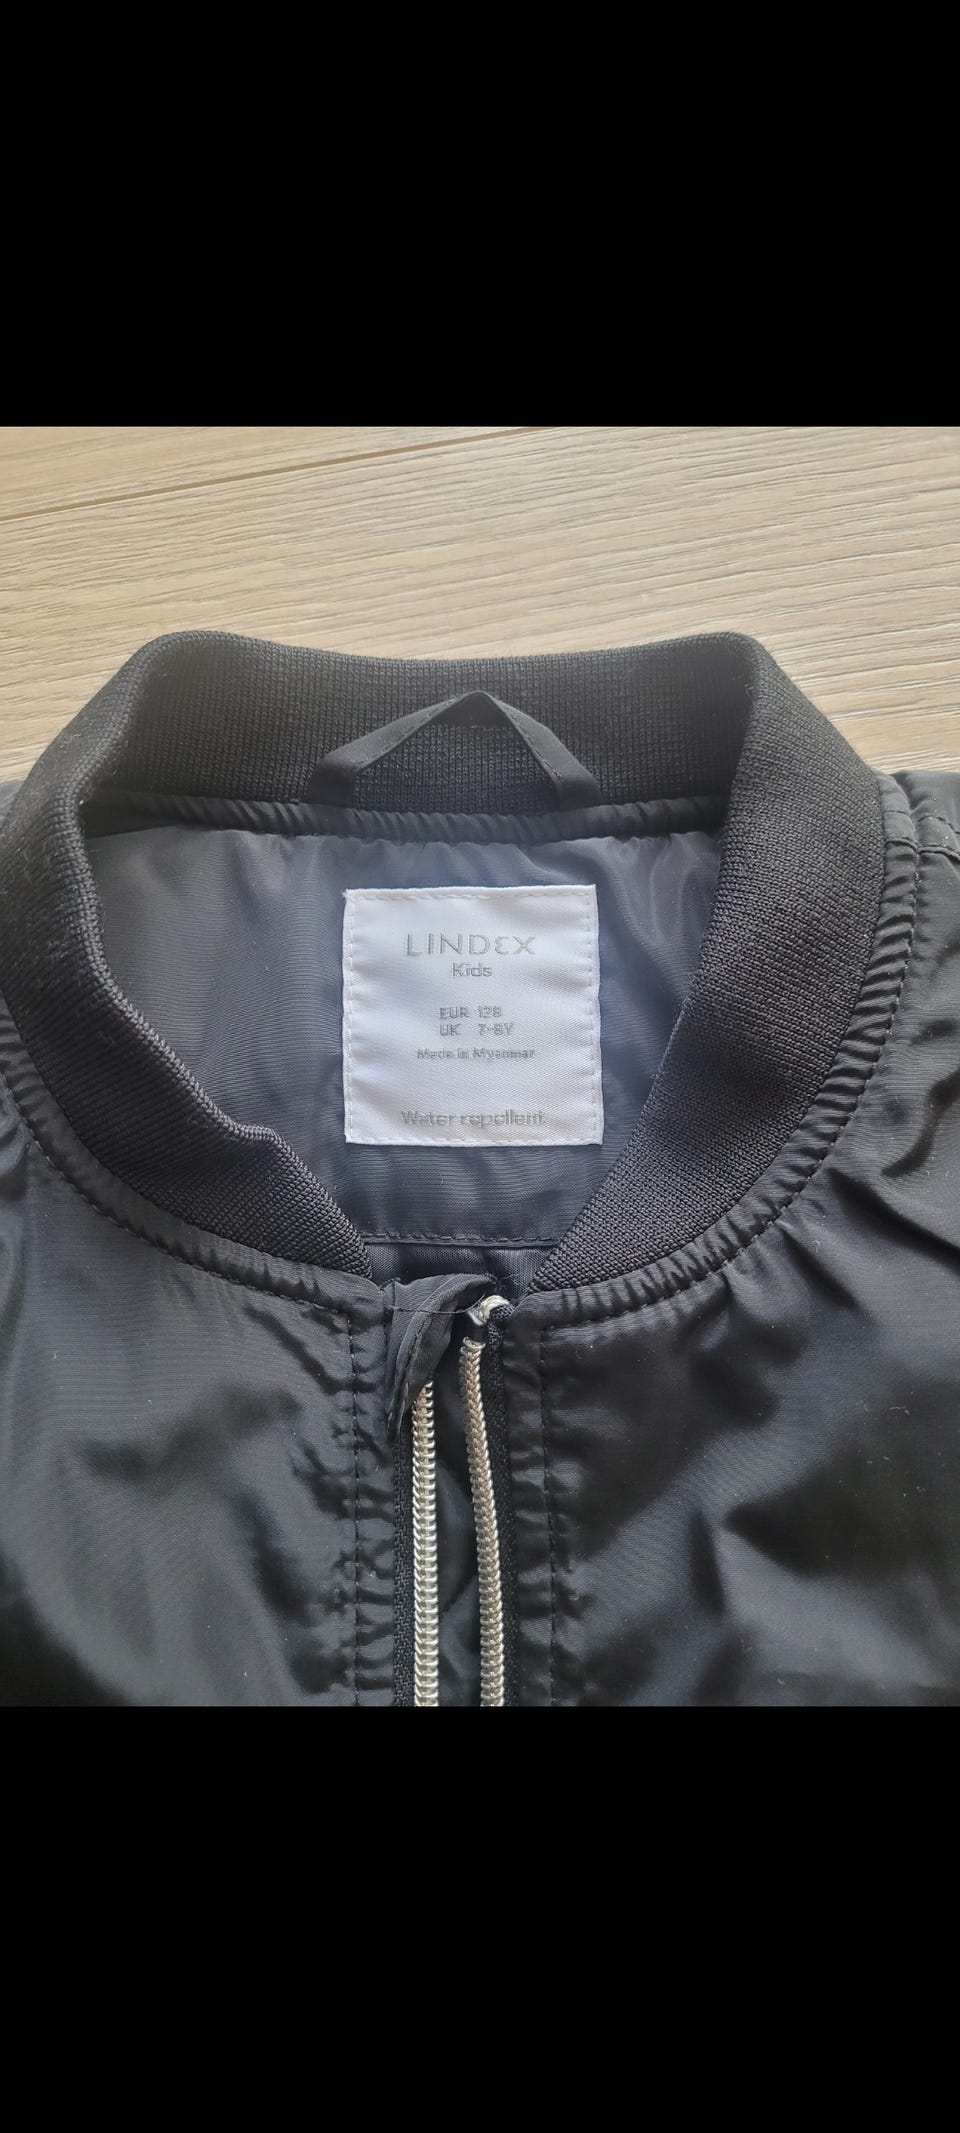 LINDEX
Kids
EUR 128
UK 7-8Y
Made in Myanmar
Water repellent